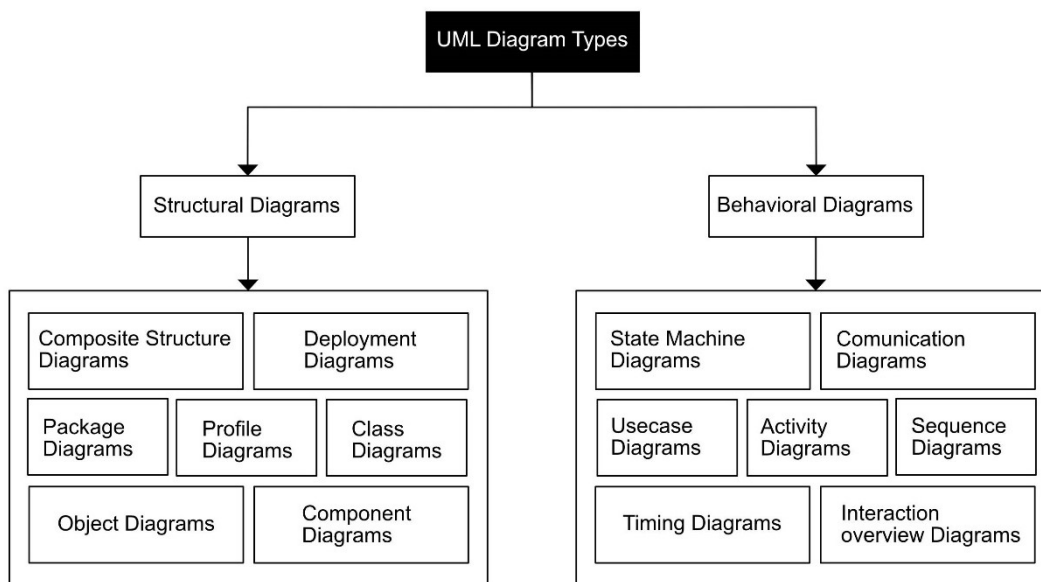 UML Diagram Types
Structural Diagrams
Behavioral Diagrams
Composite Structure
Diagrams
Deployment
Diagrams
Package
Diagrams
Profile
Diagrams
Class
Diagrams
Object Diagrams
Component
Diagrams
State Machine
Diagrams
Comunication
Diagrams
Usecase
Diagrams
Activity
Diagrams
Sequence
Diagrams
Timing Diagrams
Interaction
overview Diagrams